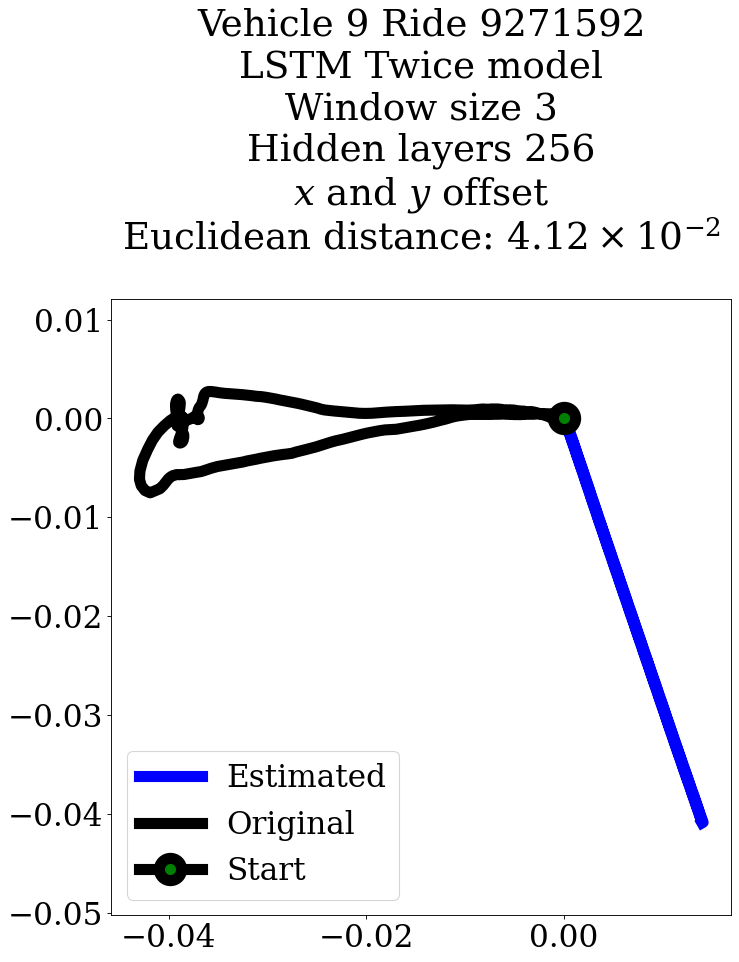 Vehicle 9 Ride 9271592
LSTM Twice model
Window size 3
Hidden layers 256
x and y offset
Euclidean distance: 4.12 × 10⁻²
0.01
0.00
−0.01
−0.02
−0.03
−0.04
−0.05
Estimated
Original
Start
−0.04 −0.02 0.00